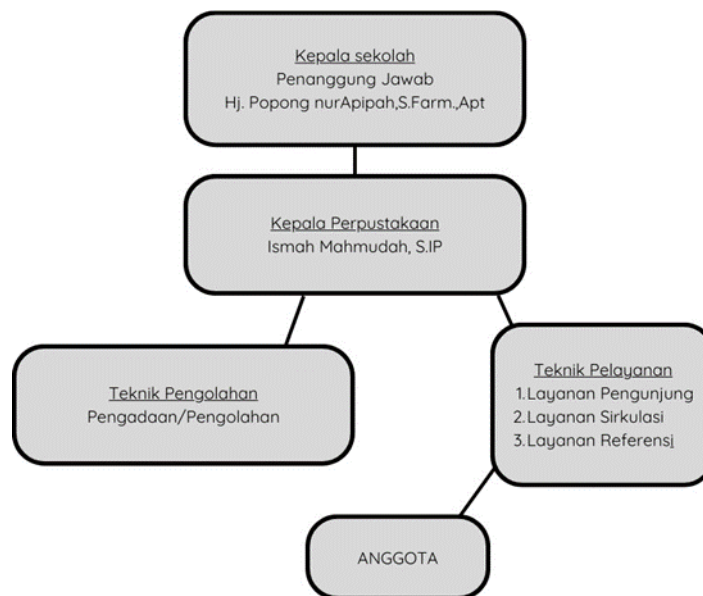 Kepala sekolah
Penanggung Jawab
Hj. Popong nurApipah,S.Farm.,Apt
Kepala Perpustakaan
Ismah Mahmudah, S.IP
Teknik Pengolahan
Pengadaan/Pengolahan
Teknik Pelayanan
1.Layanan Pengunjung
2.Layanan Sirkulasi
3.Layanan Referensi
ANGGOTA